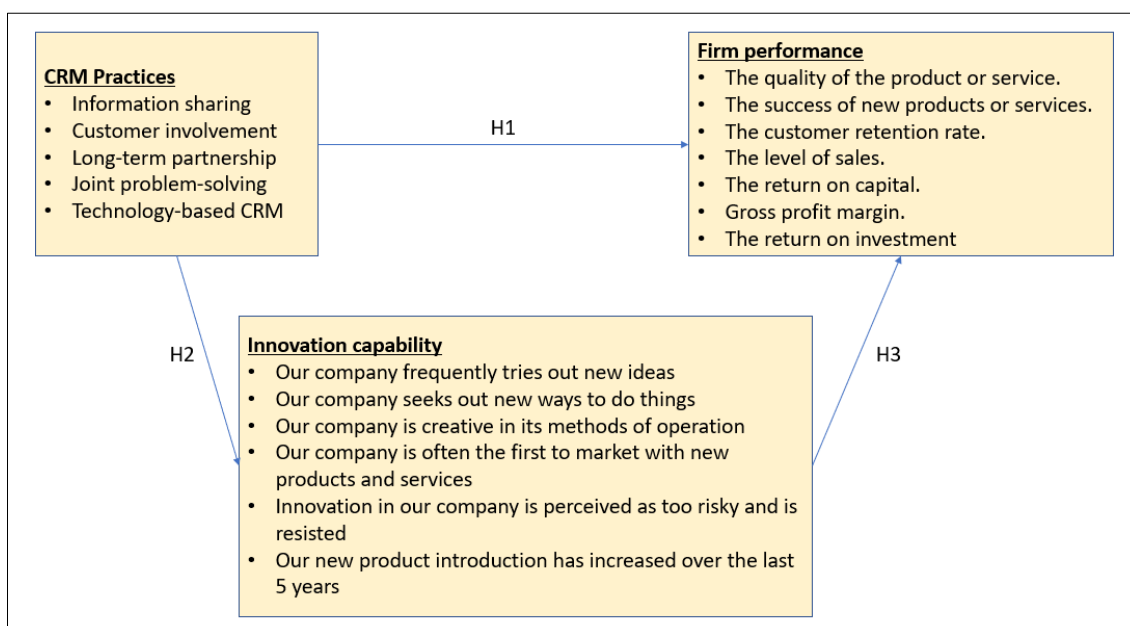 CRM Practices
• Information sharing
• Customer involvement
• Long-term partnership
• Joint problem-solving
• Technology-based CRM
H1
Firm performance
• The quality of the product or service.
• The success of new products or services.
• The customer retention rate.
• The level of sales.
• The return on capital.
• Gross profit margin.
• The return on investment
H2
Innovation capability
• Our company frequently tries out new ideas
• Our company seeks out new ways to do things
• Our company is creative in its methods of operation
• Our company is often the first to market with new
products and services
• Innovation in our company is perceived as too risky and is
resisted
• Our new product introduction has increased over the last
5 years
H3